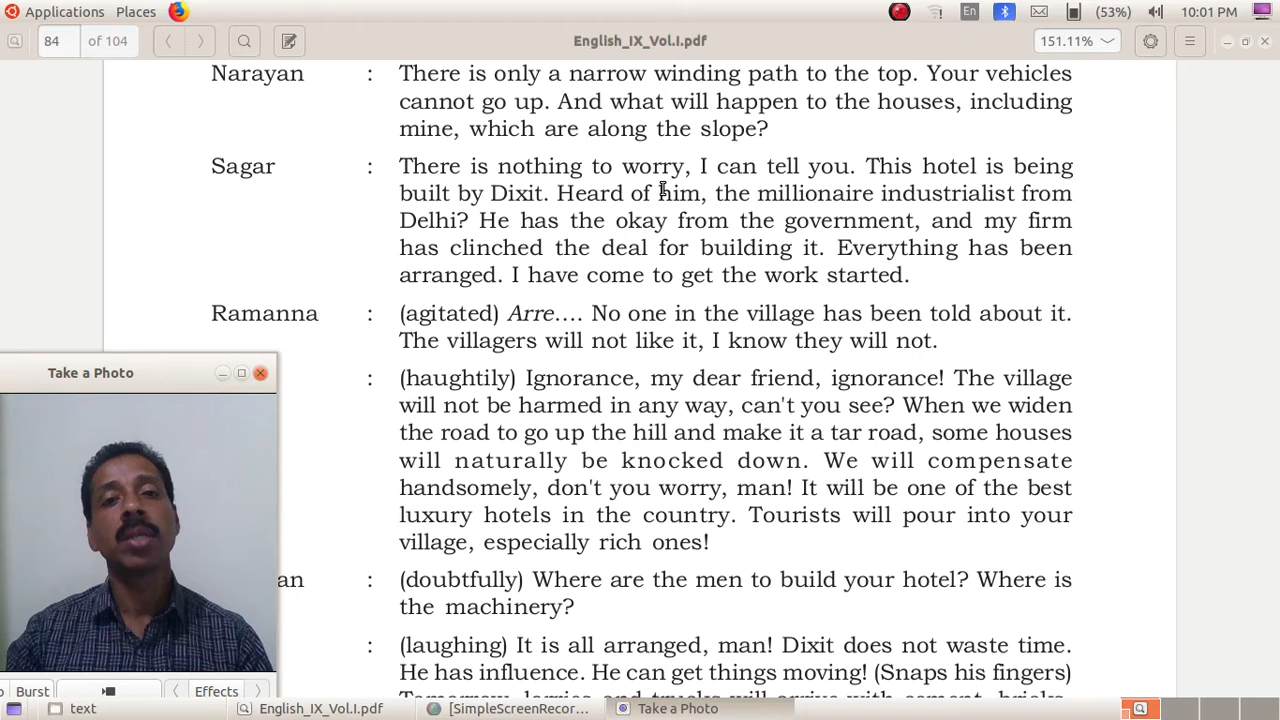 Applications Places En (53%) 10:01 PM
84 of 104 English_IX_Vol.I.pdf 151.11%
Narayan : There is only a narrow winding path to the top. Your vehicles
cannot go up. And what will happen to the houses, including
mine, which are along the slope?
Sagar : There is nothing to worry, I can tell you. This hotel is being
built by Dixit. Heard of him, the millionaire industrialist from
Delhi? He has the okay from the government, and my firm
has clinched the deal for building it. Everything has been
arranged. I have come to get the work started.
Ramanna : (agitated) Arre.... No one in the village has been told about it.
The villagers will not like it, I know they will not.
Take a Photo
: (haughtily) Ignorance, my dear friend, ignorance! The village
will not be harmed in any way, can't you see? When we widen
the road to go up the hill and make it a tar road, some houses
will naturally be knocked down. We will compensate
handsomely, don't you worry, man! It will be one of the best
luxury hotels in the country. Tourists will pour into your
village, especially rich ones!
an : (doubtfully) Where are the men to build your hotel? Where is
the machinery?
: (laughing) It is all arranged, man! Dixit does not waste time.
He has influence. He can get things moving! (Snaps his fingers)
Tomorrow, lorries and trucks will arrive with cement, bricks,
o Burst Effects
text English_IX_Vol.I.pdf [SimpleScreenRecor... Take a Photo